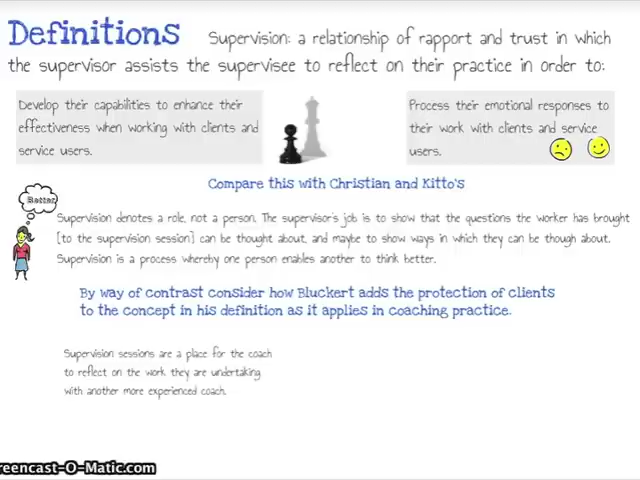 Definitions Supervision: a relationship of rapport and trust in which
the supervisor assists the supervisee to reflect on their practice in order to:
Develop their capabilities to enhance their
effectiveness when working with clients and
service users.
Process their emotional responses to
their work with clients and service
users.
Compare this with Christian and Kitto's
Better
Supervision denotes a role, not a person. The supervisor's job is to show that the questions the worker has brought
[to the supervision session] can be thought about, and maybe to show ways in which they can be though about.
Supervision is a process whereby one person enables another to think better.
By way of contrast consider how Bluckert adds the protection of clients
to the concept in his definition as it applies in coaching practice.
Supervision sessions are a place for the coach
to reflect on the work they are undertaking
with another more experienced coach.
reencast-O-Matic.com